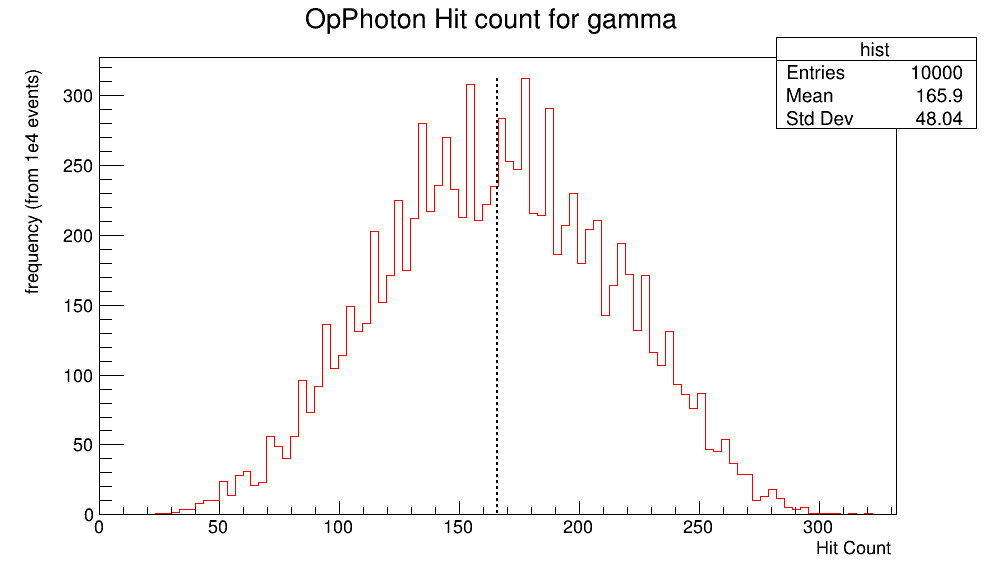 OpPhoton Hit count for gamma
hist
Entries 10000
Mean 165.9
Std Dev 48.04
frequency (from 1e4 events)
300
250
200
150
100
50
0
0 50 100 150 200 250 300
Hit Count